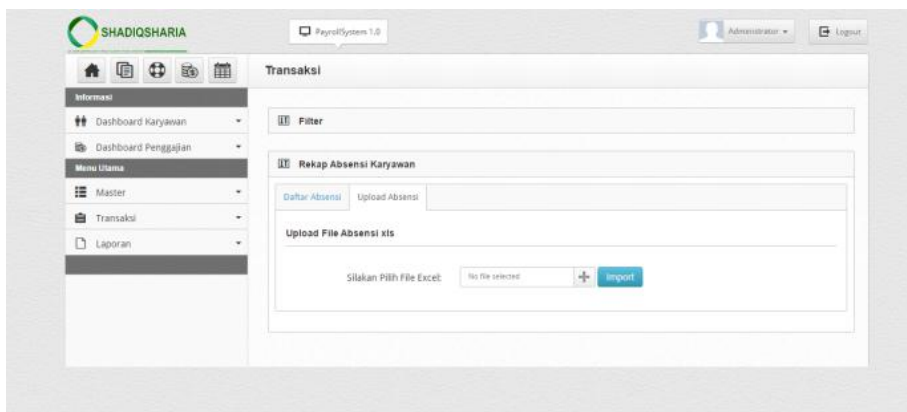 SHADIQSHARIA
PayrollSystem 1.0
Administrator
Logout
Transaksi
Informasi
Dashboard Karyawan
Dashboard Penggajian
Menu Utama
Master
Transaksi
Laporan
Filter
Rekap Absensi Karyawan
Daftar Absensi
Upload Absensi
Upload File Absensi xls
Silakan Pilih File Excel:
No file selected
Import